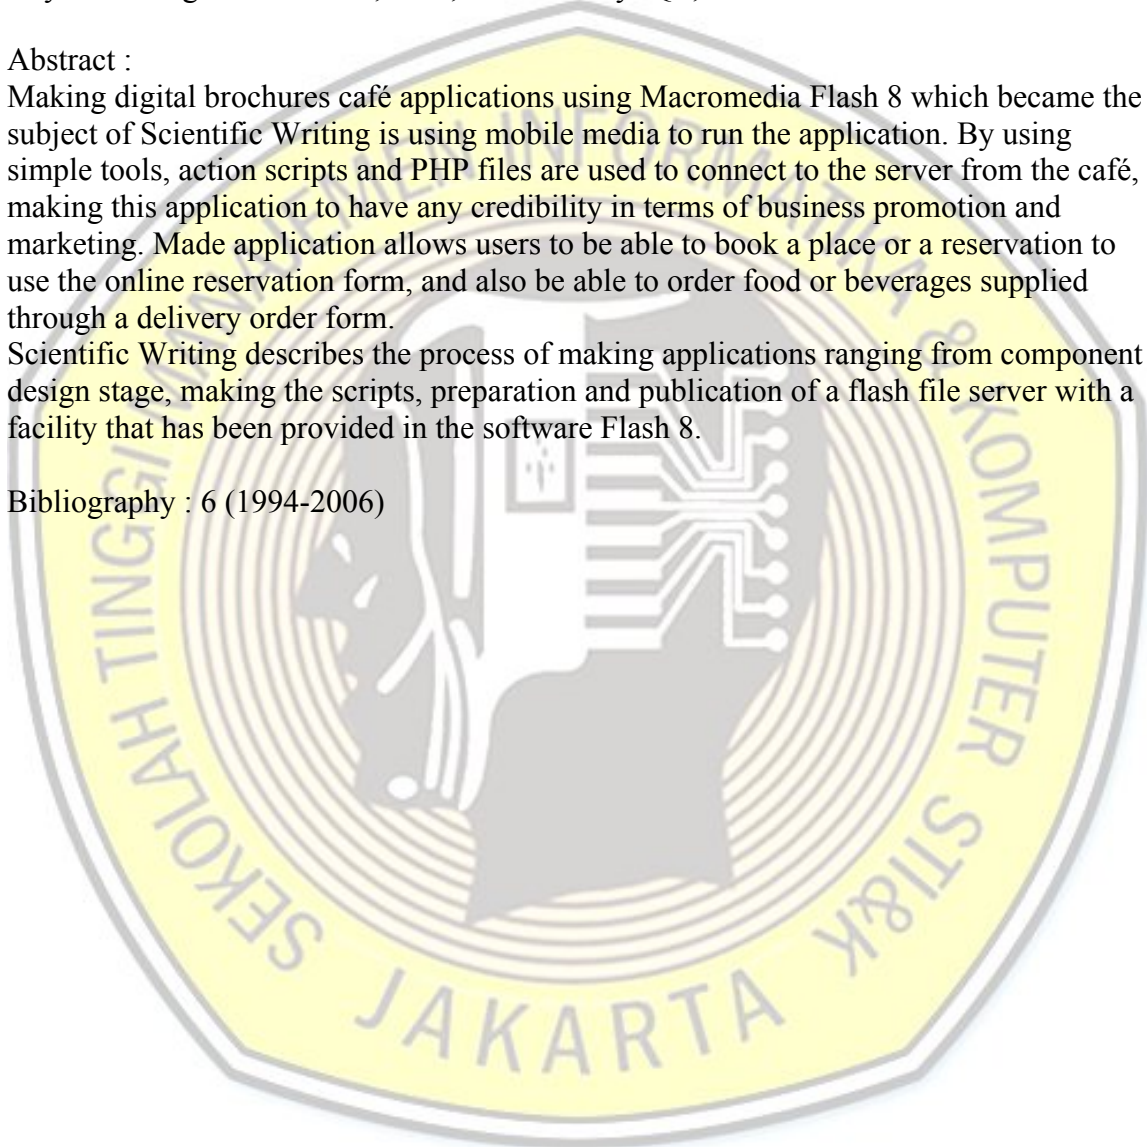 Abstract :
Making digital brochures café applications using Macromedia Flash 8 which became the
subject of Scientific Writing is using mobile media to run the application. By using
simple tools, action scripts and PHP files are used to connect to the server from the café,
making this application to have any credibility in terms of business promotion and
marketing. Made application allows users to be able to book a place or a reservation to
use the online reservation form, and also be able to order food or beverages supplied
through a delivery order form.
Scientific Writing describes the process of making applications ranging from component
design stage, making the scripts, preparation and publication of a flash file server with a
facility that has been provided in the software Flash 8.
Bibliography : 6 (1994-2006)
SEKOLAH TINGGI MANAJEMEN INFORMATIKA & KOMPUTER STI&K
JAKARTA